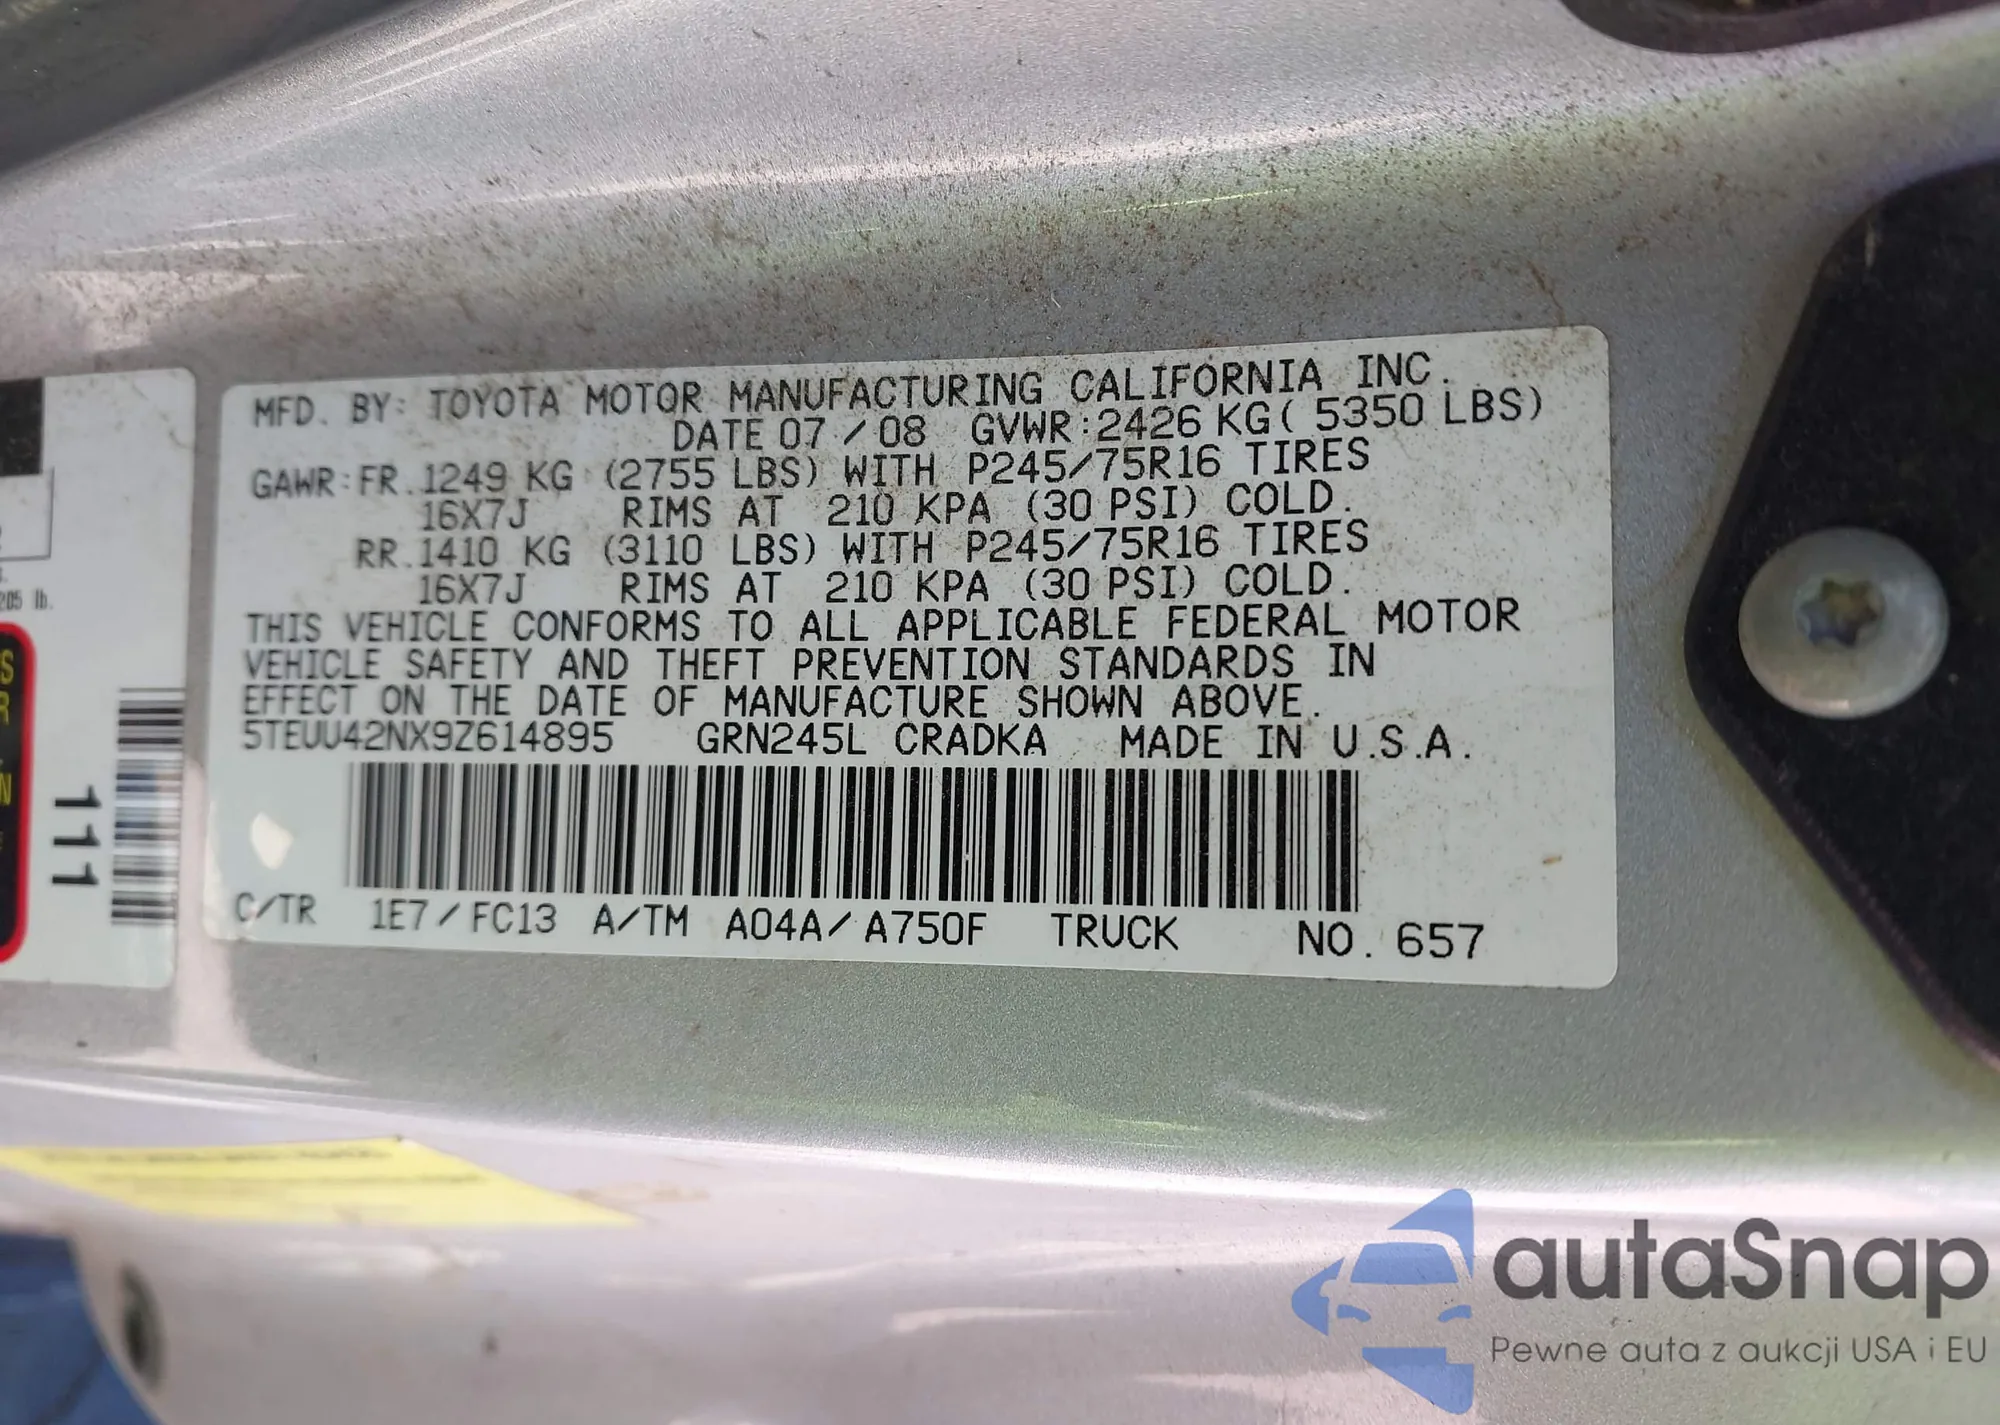 MFD. BY: TOYOTA MOTOR MANUFACTURING CALIFORNIA INC.
DATE 07 / 08 GVWR:2426 KG( 5350 LBS)
GAWR:FR.1249 KG (2755 LBS) WITH P245/75R16 TIRES
16X7J RIMS AT 210 KPA (30 PSI) COLD.
RR.1410 KG (3110 LBS) WITH P245/75R16 TIRES
16X7J RIMS AT 210 KPA (30 PSI) COLD.
THIS VEHICLE CONFORMS TO ALL APPLICABLE FEDERAL MOTOR
VEHICLE SAFETY AND THEFT PREVENTION STANDARDS IN
EFFECT ON THE DATE OF MANUFACTURE SHOWN ABOVE.
5TEUU42NX9Z614895 GRN245L CRADKA MADE IN U.S.A.
C/TR 1E7/FC13 A/TM A04A/A750F TRUCK NO. 657
205 lb.
111
autaSnap
Pewne auta z aukcji USA i EU